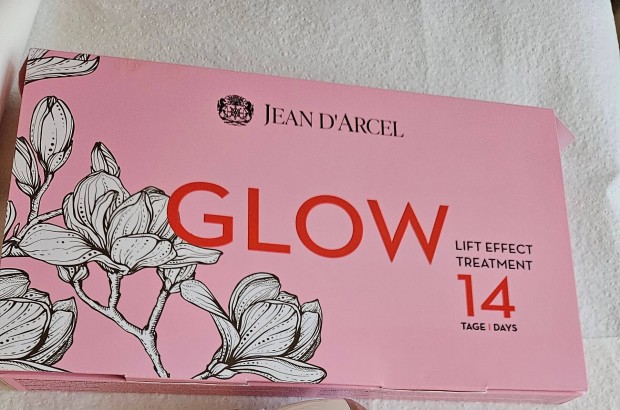 JEAN D'ARCEL
GLOW
LIFT EFFECT
TREATMENT
14
TAGE | DAYS